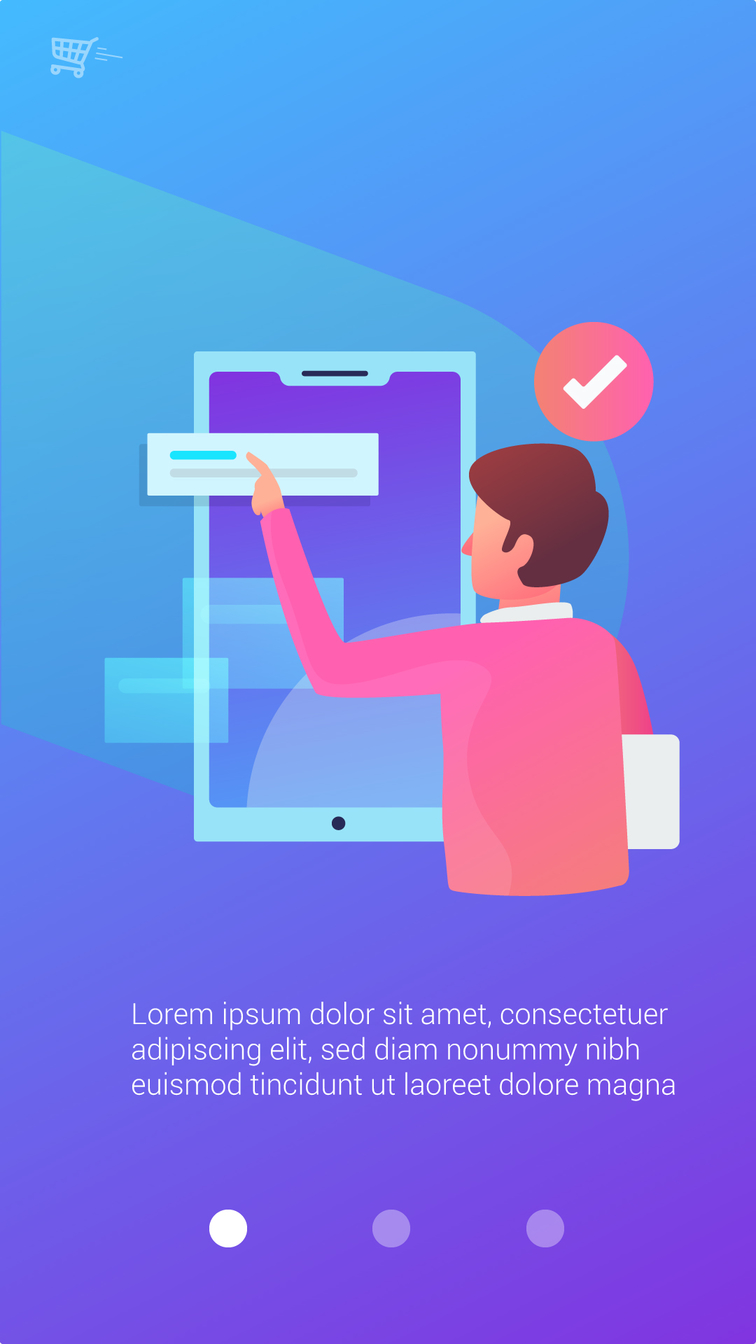 Lorem ipsum dolor sit amet, consectetuer
adipiscing elit, sed diam nonummy nibh
euismod tincidunt ut laoreet dolore magna